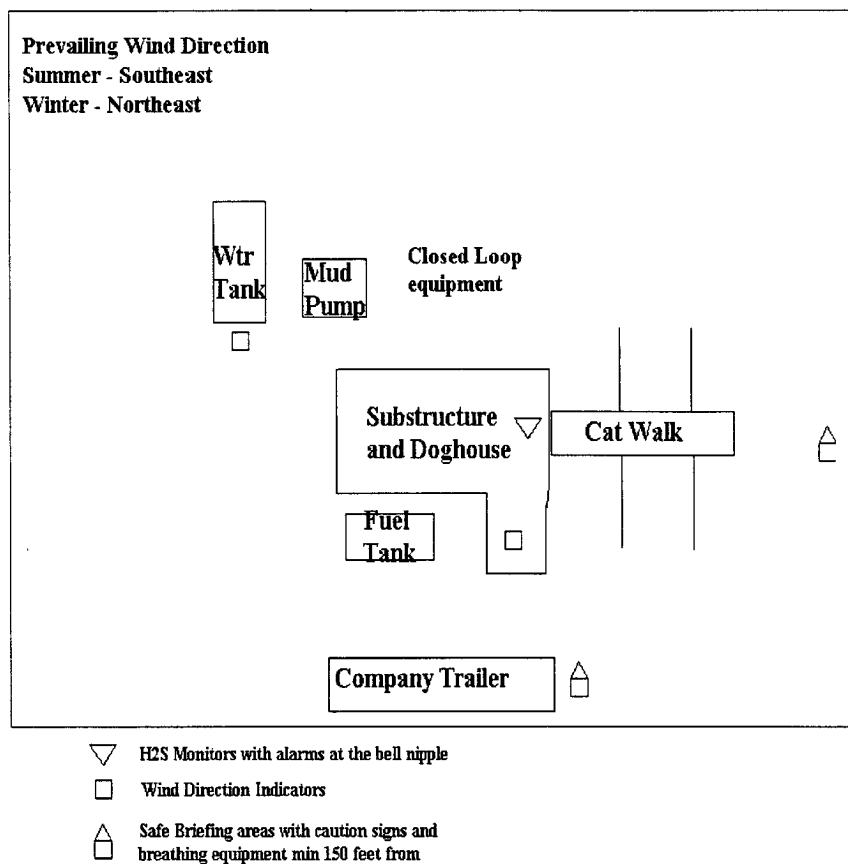 Prevailing Wind Direction
Summer - Southeast
Winter - Northeast
Wtr
Tank
Mud
Pump
Closed Loop
equipment
Substructure
and Doghouse
Cat Walk
Fuel
Tank
Company Trailer
H2S Monitors with alarms at the bell nipple
Wind Direction Indicators
Safe Briefing areas with caution signs and
breathing equipment min 150 feet from